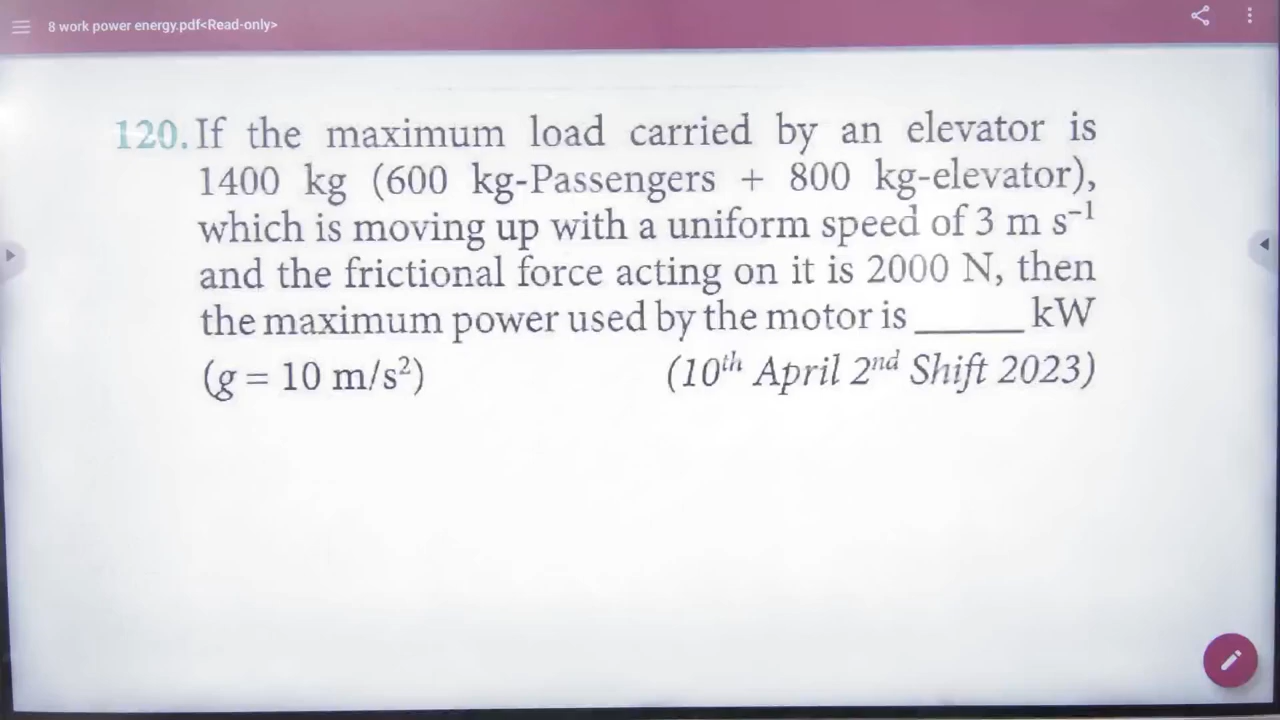 8 work power energy.pdf<Read-only>
120. If the maximum load carried by an elevator is
1400 kg (600 kg-Passengers + 800 kg-elevator),
which is moving up with a uniform speed of 3 m s⁻¹
and the frictional force acting on it is 2000 N, then
the maximum power used by the motor is ______ kW
(g = 10 m/s²) (10th April 2nd Shift 2023)